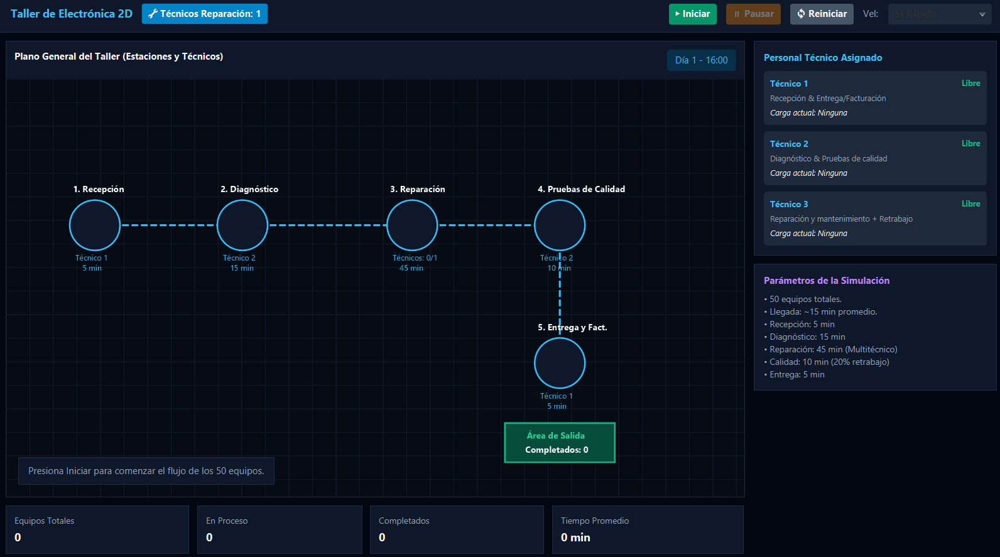 Taller de Electrónica 2D
Técnicos Reparación: 1
Iniciar
Pausar
Reiniciar
Vel:
5x Rápido
Plano General del Taller (Estaciones y Técnicos)
Día 1 - 16:00
1. Recepción
2. Diagnóstico
3. Reparación
4. Pruebas de Calidad
Técnico 1
5 min
Técnico 2
15 min
Técnicos: 0/1
45 min
Técnico 2
10 min
5. Entrega y Fact.
Técnico 1
5 min
Área de Salida
Completados: 0
Presiona Iniciar para comenzar el flujo de los 50 equipos.
Equipos Totales
0
En Proceso
0
Completados
0
Tiempo Promedio
0 min
Personal Técnico Asignado
Técnico 1
Libre
Recepción & Entrega/Facturación
Carga actual: Ninguna
Técnico 2
Libre
Diagnóstico & Pruebas de calidad
Carga actual: Ninguna
Técnico 3
Libre
Reparación y mantenimiento + Retrabajo
Carga actual: Ninguna
Parámetros de la Simulación
• 50 equipos totales.
• Llegada: ~15 min promedio.
• Recepción: 5 min
• Diagnóstico: 15 min
• Reparación: 45 min (Multitécnico)
• Calidad: 10 min (20% retrabajo)
• Entrega: 5 min